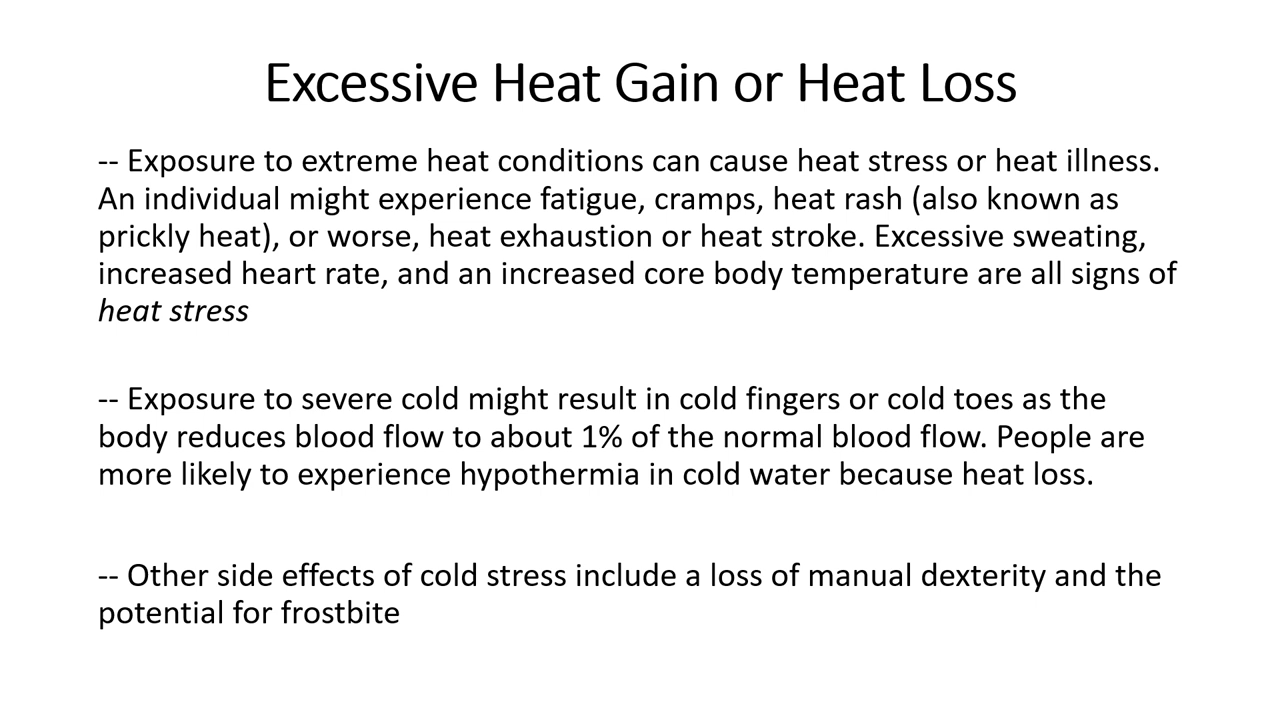 Excessive Heat Gain or Heat Loss
-- Exposure to extreme heat conditions can cause heat stress or heat illness.
An individual might experience fatigue, cramps, heat rash (also known as
prickly heat), or worse, heat exhaustion or heat stroke. Excessive sweating,
increased heart rate, and an increased core body temperature are all signs of
heat stress
-- Exposure to severe cold might result in cold fingers or cold toes as the
body reduces blood flow to about 1% of the normal blood flow. People are
more likely to experience hypothermia in cold water because heat loss.
-- Other side effects of cold stress include a loss of manual dexterity and the
potential for frostbite